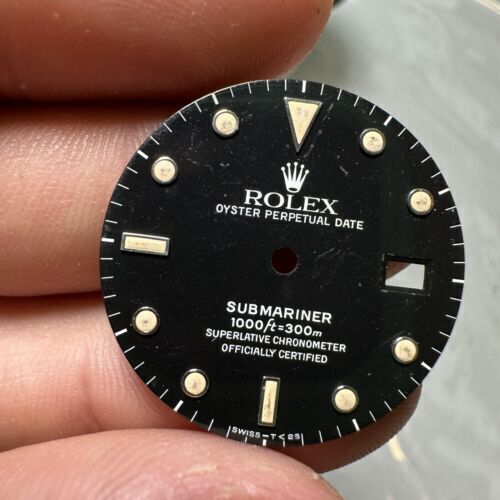 ROLEX
OYSTER PERPETUAL DATE
SUBMARINER
1000ft=300m
SUPERLATIVE CHRONOMETER
OFFICIALLY CERTIFIED
SWISS-T<25